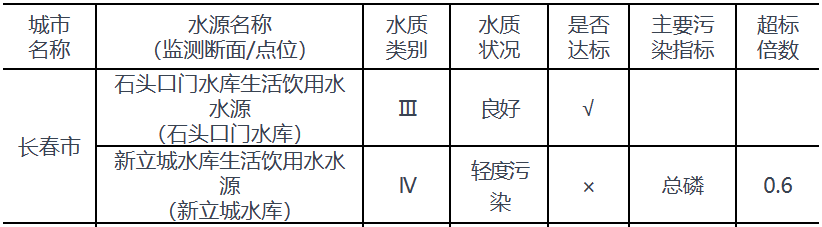 城市
名称
水源名称
（监测断面/点位）
水质
类别
水质
状况
是否
达标
主要污
染指标
超标
倍数
长春市
石头口门水库生活饮用水
水源
（石头口门水库）
Ⅲ
良好
√
新立城水库生活饮用水水
源
（新立城水库）
Ⅳ
轻度污
染
×
总磷
0.6